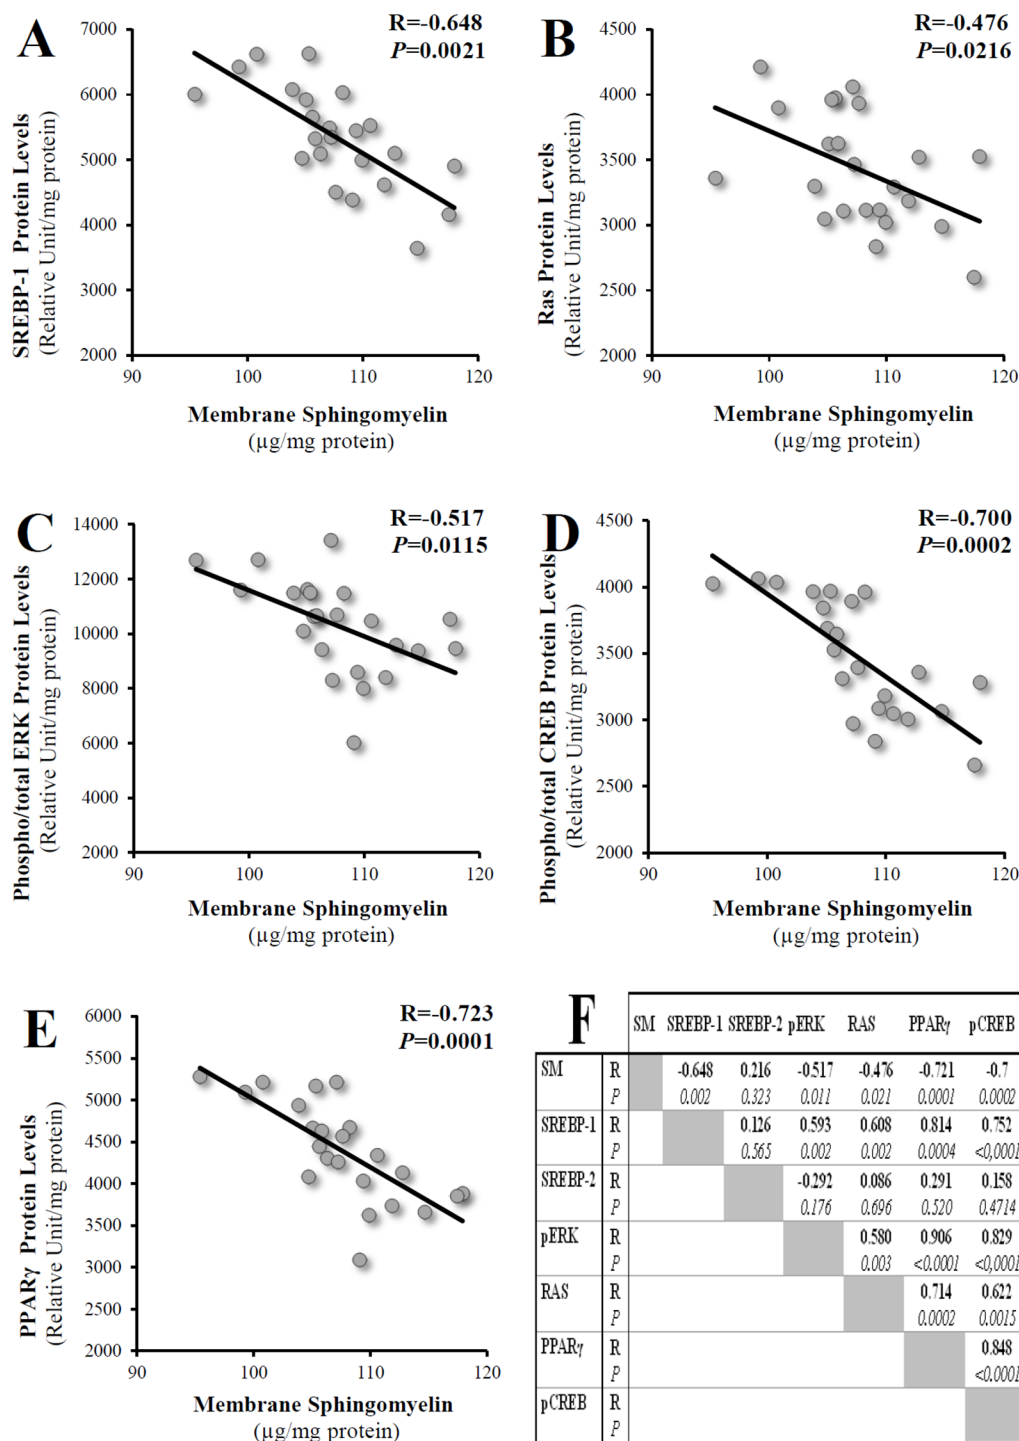 A
R=-0.648
P=0.0021
SREBP-1 Protein Levels
(Relative Unit/mg protein)
7000
6000
5000
4000
3000
2000
90 100 110 120
Membrane Sphingomyelin
(µg/mg protein)
B
R=-0.476
P=0.0216
Ras Protein Levels
(Relative Unit/mg protein)
4500
4000
3500
3000
2500
2000
90 100 110 120
Membrane Sphingomyelin
(µg/mg protein)
C
R=-0.517
P=0.0115
Phospho/total ERK Protein Levels
(Relative Unit/mg protein)
14000
12000
10000
8000
6000
4000
2000
90 100 110 120
Membrane Sphingomyelin
(µg/mg protein)
D
R=-0.700
P=0.0002
Phospho/total CREB Protein Levels
(Relative Unit/mg protein)
4500
4000
3500
3000
2500
2000
90 100 110 120
Membrane Sphingomyelin
(µg/mg protein)
E
R=-0.723
P=0.0001
PPARγ Protein Levels
(Relative Unit/mg protein)
6000
5500
5000
4500
4000
3500
3000
2500
2000
90 100 110 120
Membrane Sphingomyelin
(µg/mg protein)
F
SM SREBP-1 SREBP-2 pERK RAS PPARγ pCREB
SM R -0.648 0.216 -0.517 -0.476 -0.721 -0.7
P 0.002 0.323 0.011 0.021 0.0001 0.0002
SREBP-1 R 0.126 0.593 0.608 0.814 0.752
P 0.565 0.002 0.002 0.0004 <0,0001
SREBP-2 R -0.292 0.086 0.291 0.158
P 0.176 0.696 0.520 0.4714
pERK R 0.580 0.906 0.829
P 0.003 <0.0001 <0,0001
RAS R 0.714 0.622
P 0.0002 0.0015
PPARγ R 0.848
P <0.0001
pCREB R
P